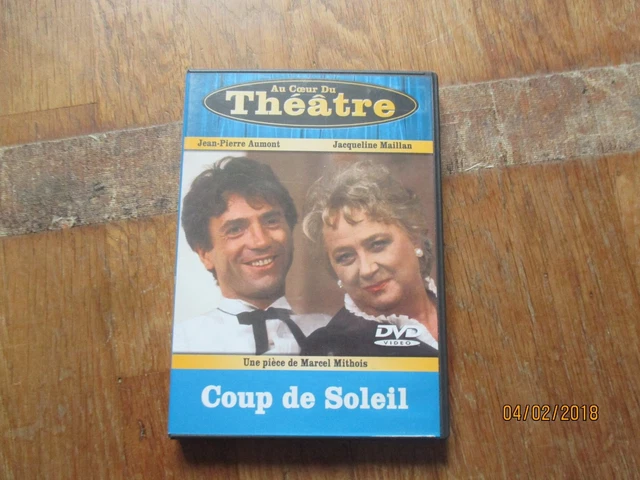 Au Cœur Du
Théâtre
Jean-Pierre Aumont Jacqueline Maillan
DVD
VIDEO
Une pièce de Marcel Mithois
Coup de Soleil
04/02/2018